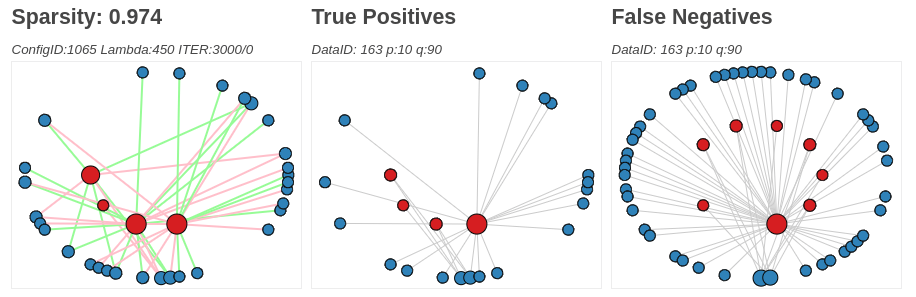 Sparsity: 0.974
True Positives
False Negatives
ConfigID:1065 Lambda:450 ITER:3000/0
DataID: 163 p:10 q:90
DataID: 163 p:10 q:90